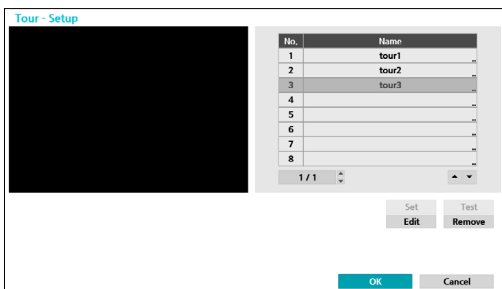 Tour - Setup
No. Name
1 tour1 ...
2 tour2 ...
3 tour3 ...
4 ...
5 ...
6 ...
7 ...
8 ...
1 / 1
Set Test
Edit Remove
OK Cancel